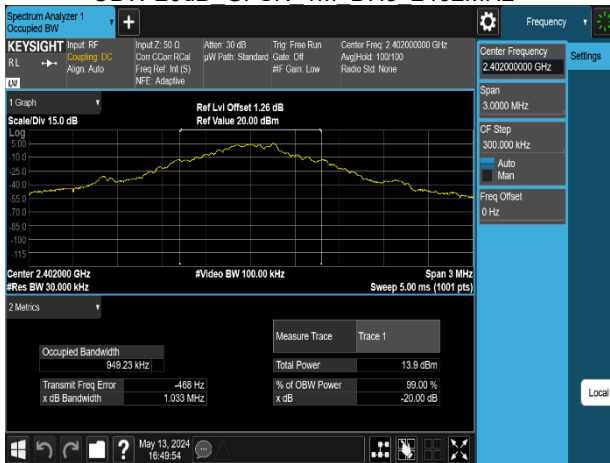 Spectrum Analyzer 1
Occupied BW
Frequency
KEYSIGHT
Input: RF
Coupling: DC
Align: Auto
RL
LXI
Input Z: 50 Ω
Corr CCorr RCal
Freq Ref: Int (S)
NFE: Adaptive
Atten: 30 dB
µW Path: Standard
Trig: Free Run
Gate: Off
#IF Gain: Low
Center Freq: 2.402000000 GHz
Avg|Hold: 100/100
Radio Std: None
Center Frequency
2.402000000 GHz
Settings
Span
3.0000 MHz
CF Step
300.000 kHz
Auto
Man
Freq Offset
0 Hz
1 Graph
Scale/Div 15.0 dB
Ref Lvl Offset 1.26 dB
Ref Value 20.00 dBm
Log
5.00
-10.0
-25.0
-40.0
-55.0
-70.0
-85.0
-100
-115
Center 2.402000 GHz
#Res BW 30.000 kHz
#Video BW 100.00 kHz
Span 3 MHz
Sweep 5.00 ms (1001 pts)
2 Metrics
Measure Trace
Trace 1
Occupied Bandwidth
949.23 kHz
Total Power
13.9 dBm
Transmit Freq Error
-468 Hz
% of OBW Power
99.00 %
x dB Bandwidth
1.033 MHz
x dB
-20.00 dB
Local
May 13, 2024
16:49:54